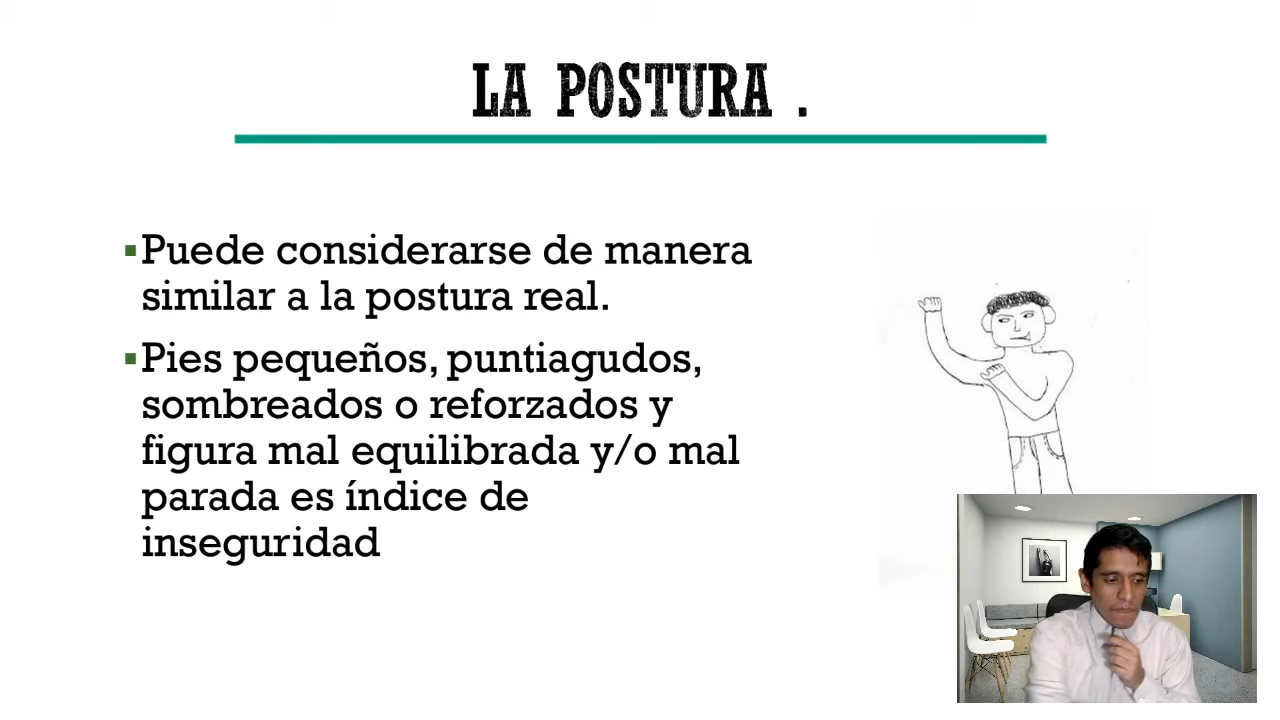 LA POSTURA .
▪Puede considerarse de manera
similar a la postura real.
▪Pies pequeños, puntiagudos,
sombreados o reforzados y
figura mal equilibrada y/o mal
parada es índice de
inseguridad